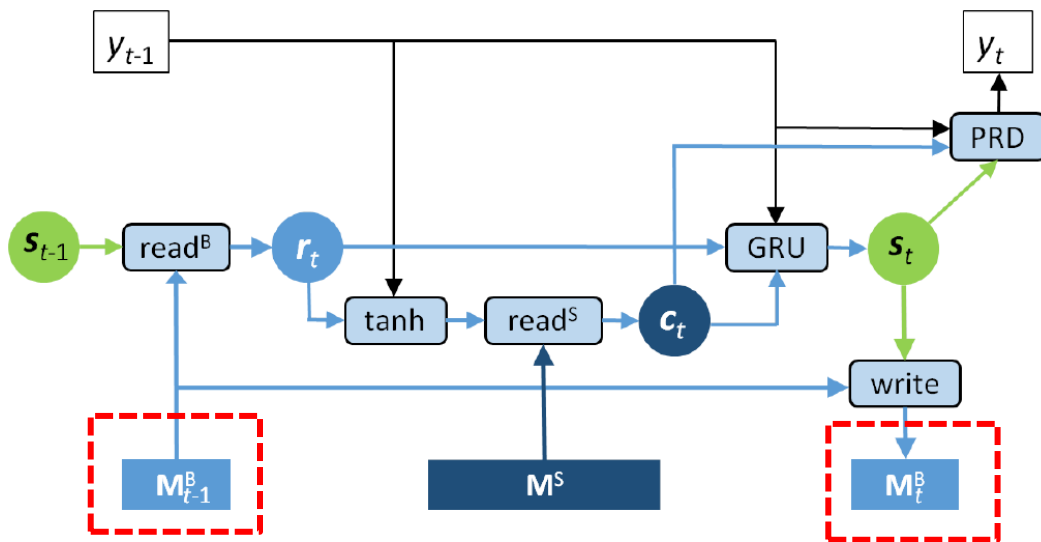 y_{t-1}
y_t
PRD
s_{t-1}
read^B
r_t
GRU
s_t
tanh
read^S
c_t
write
M^B_{t-1}
M^S
M^B_t